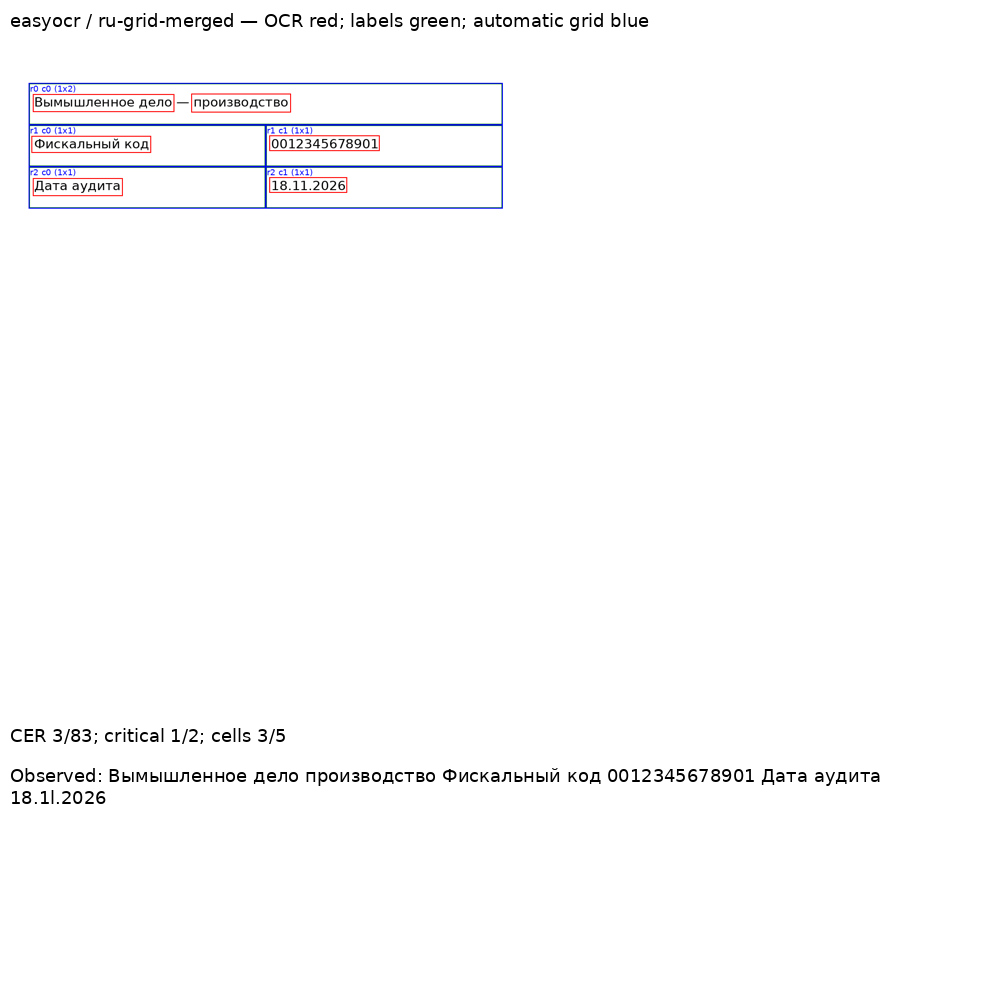 easyocr / ru-grid-merged — OCR red; labels green; automatic grid blue
r0 c0 (1x2)
Вымышленное дело — производство
r1 c0 (1x1) r1 c1 (1x1)
Фискальный код 0012345678901
r2 c0 (1x1) r2 c1 (1x1)
Дата аудита 18.11.2026
CER 3/83; critical 1/2; cells 3/5
Observed: Вымышленное дело производство Фискальный код 0012345678901 Дата аудита
18.1l.2026